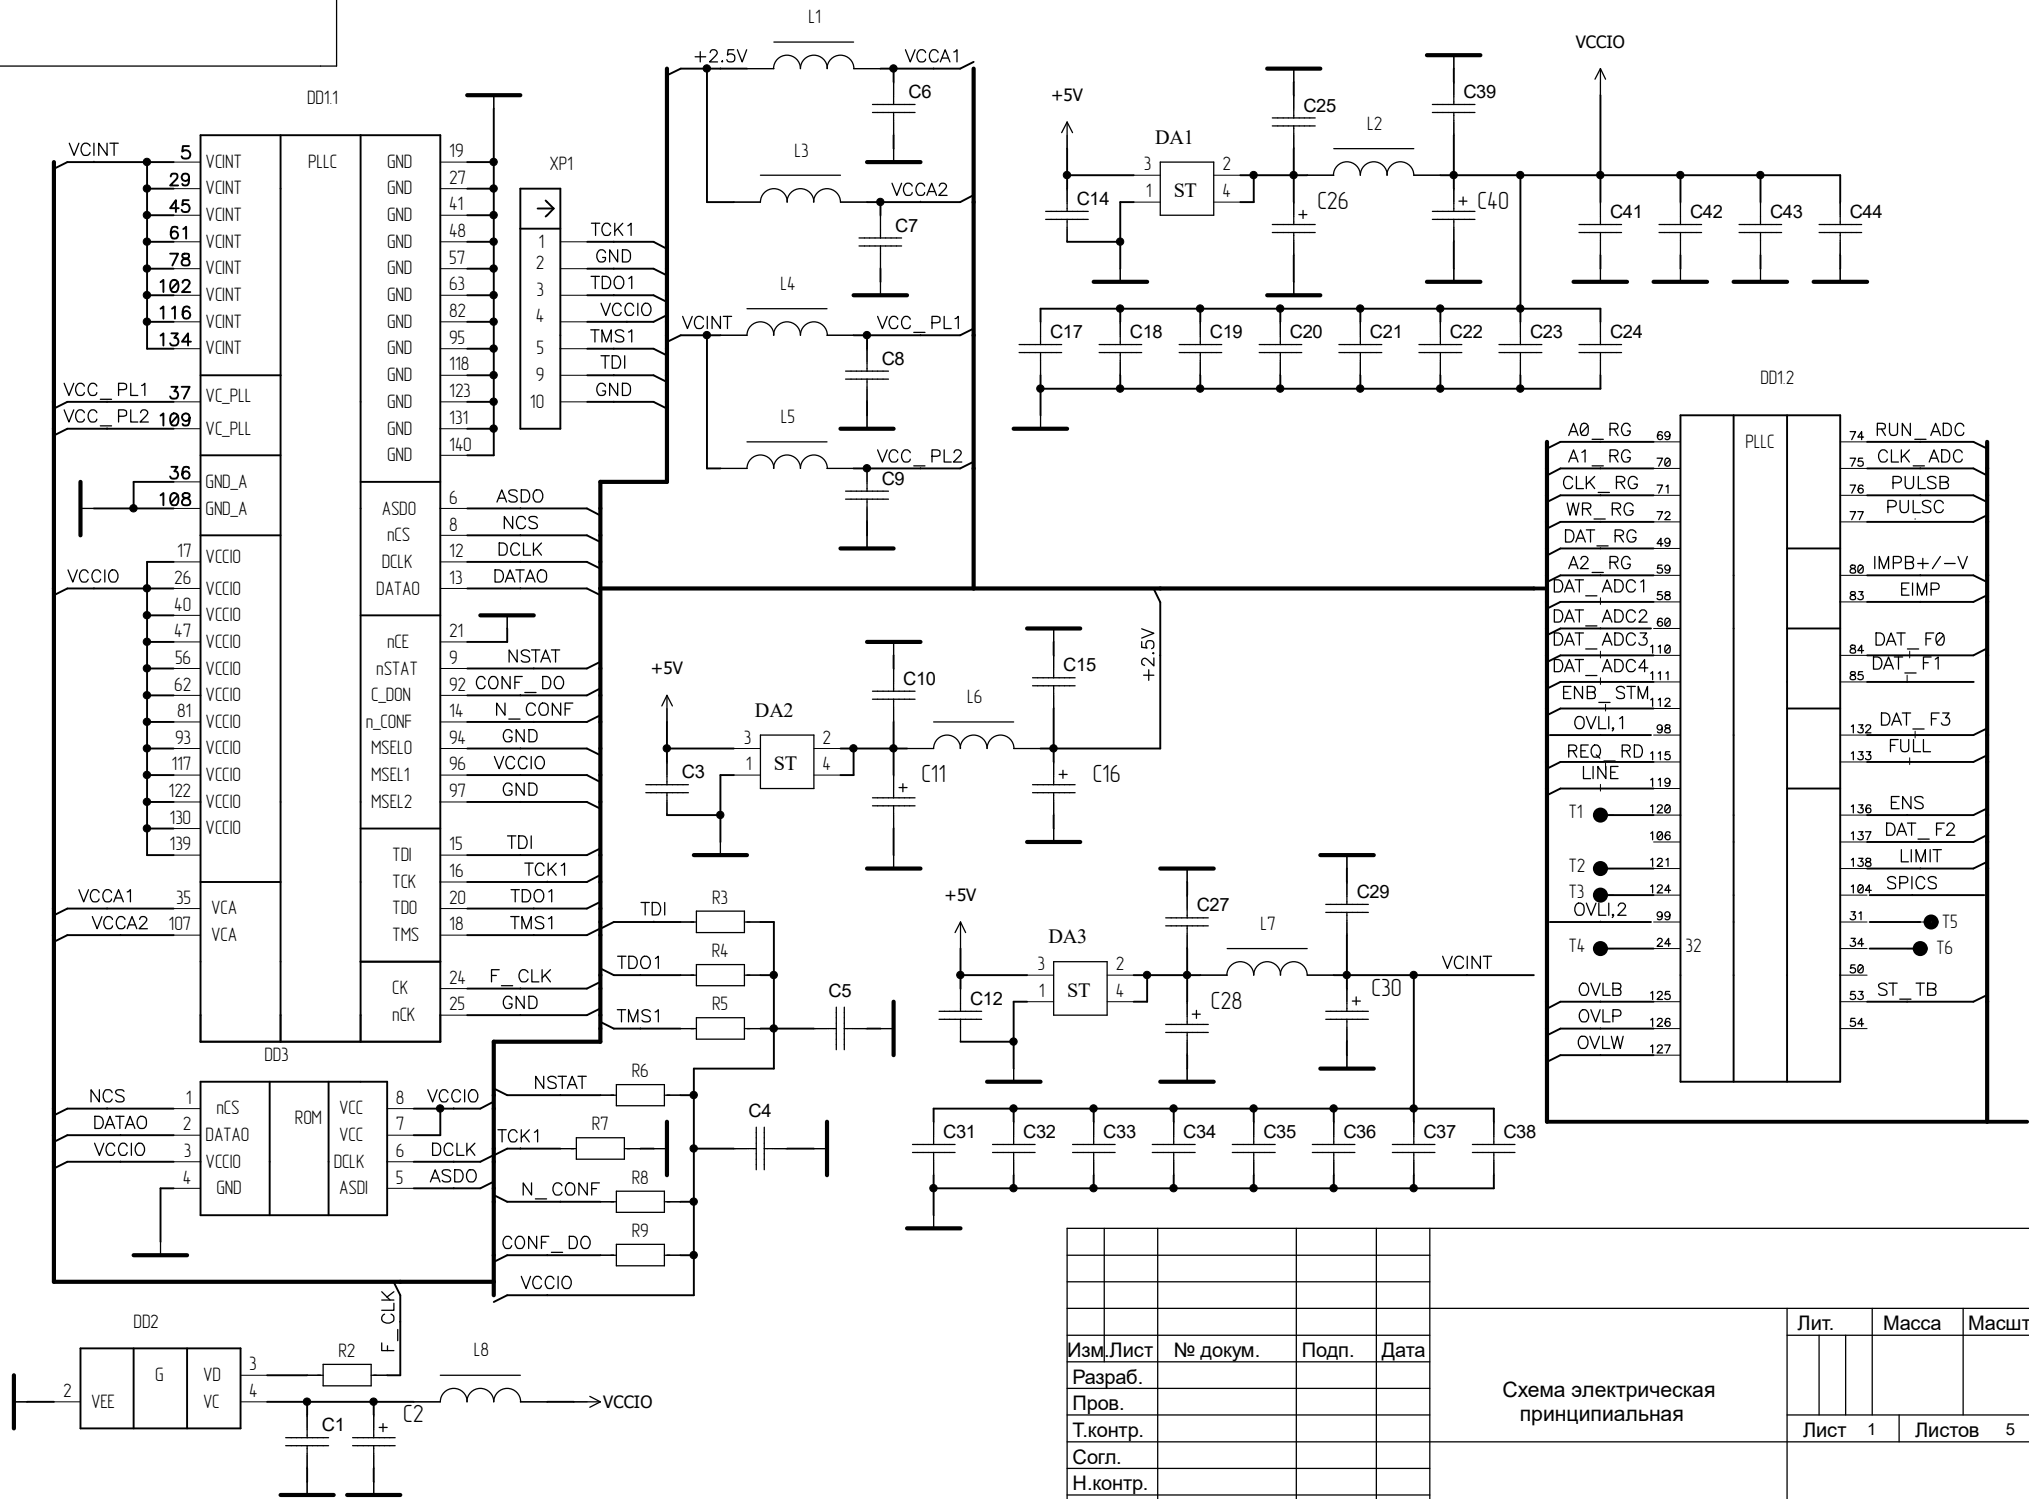 L1
+2.5V
VCCA1
C6
L3
VCCA2
C7
L4
VCINT
VCC_PL1
C8
L5
VCC_PL2
C9
DD1.1
PLLC
VCINT
5 VCINT
29 VCINT
45 VCINT
61 VCINT
78 VCINT
102 VCINT
116 VCINT
134 VCINT
VCC_PL1 37 VC_PLL
VCC_PL2 109 VC_PLL
36 GND_A
108 GND_A
VCCIO
17 VCCIO
26 VCCIO
40 VCCIO
47 VCCIO
56 VCCIO
62 VCCIO
81 VCCIO
93 VCCIO
117 VCCIO
122 VCCIO
130 VCCIO
139
VCCA1 35 VCA
VCCA2 107 VCA
GND 19
GND 27
GND 41
GND 48
GND 57
GND 63
GND 82
GND 95
GND 118
GND 123
GND 131
GND 140
ASDO 6 ASDO
nCS 8 NCS
DCLK 12 DCLK
DATAO 13 DATAO
nCE 21
nSTAT 9 NSTAT
C_DON 92 CONF_DO
n_CONF 14 N_CONF
MSEL0 94 GND
MSEL1 96 VCCIO
MSEL2 97 GND
TDI 15 TDI
TCK 16 TCK1
TDO 20 TDO1
TMS 18 TMS1
CK 24 F_CLK
nCK 25 GND
XP1
1 TCK1
2 GND
3 TDO1
4 VCCIO
5 TMS1
9 TDI
10 GND
VCCIO
+5V
DA1
ST
3 2
1 4
C14
C25
C26
+
L2
C39
C40
+
C41
C42
C43
C44
C17
C18
C19
C20
C21
C22
C23
C24
+2.5V
+5V
DA2
ST
3 2
1 4
C3
C10
C11
+
L6
C15
C16
+
+5V
DA3
ST
3 2
1 4
C12
C27
C28
+
L7
C29
C30
+
VCINT
C31
C32
C33
C34
C35
C36
C37
C38
DD1.2
PLLC
A0_RG 69
A1_RG 70
CLK_RG 71
WR_RG 72
DAT_RG 49
A2_RG 59
DAT_ADC1 58
DAT_ADC2 60
DAT_ADC3 110
DAT_ADC4 111
ENB_STM 112
OVLI,1 98
REQ_RD 115
LINE 119
T1 120
106
T2 121
T3 124
OVLI,2 99
T4 24 32
OVLB 125
OVLP 126
OVLW 127
74 RUN_ADC
75 CLK_ADC
76 PULSB
77 PULSC
80 IMPB+/-V
83 EIMP
84 DAT_F0
85 DAT_F1
132 DAT_F3
133 FULL
136 ENS
137 DAT_F2
138 LIMIT
104 SPICS
31 T5
34 T6
50
53 ST_TB
54
TDI R3
TDO1 R4
TMS1 R5
C5
NSTAT R6
TCK1 R7
N_CONF R8
CONF_DO R9
VCCIO
C4
DD3
ROM
NCS 1 nCS
DATAO 2 DATAO
VCCIO 3 VCCIO
4 GND
VCC 8 VCCIO
VCC 7
DCLK 6 DCLK
ASDI 5 ASDO
F_CLK
DD2
G
2 VEE
VD 3
VC 4
R2
L8
VCCIO
C1
C2
+
Изм. Лист № докум. Подп. Дата
Разраб.
Пров.
Т.контр.
Согл.
Н.контр.
Схема электрическая
принципиальная
Лит. Масса Масшт
Лист 1 Листов 5